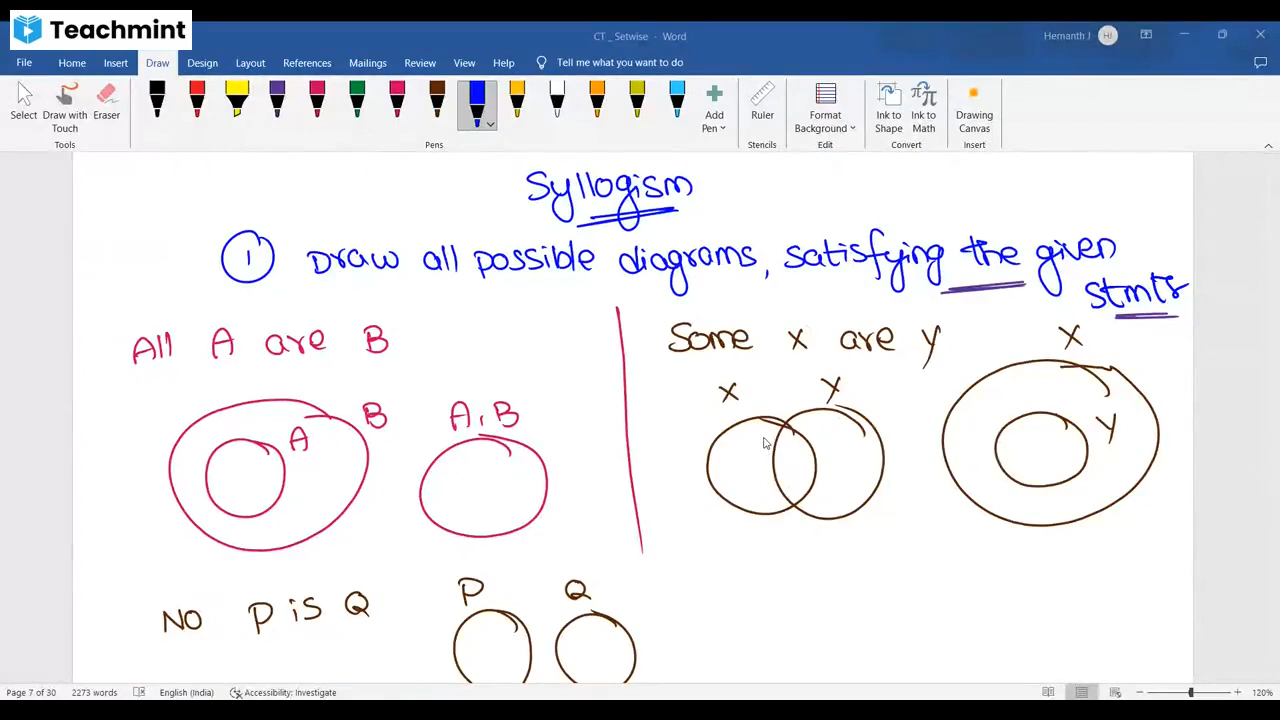 Teachmint
CT _ Setwise - Word
Hemanth J
HJ
File Home Insert Draw Design Layout References Mailings Review View Help Tell me what you want to do
Select
Draw with Touch
Eraser
Add Pen
Ruler
Format Background
Ink to Shape
Ink to Math
Drawing Canvas
Tools
Pens
Stencils
Edit
Convert
Insert
Syllogism
1 Draw all possible diagrams, satisfying the given
stmts
All A are B
Some x are y
X
X
Y
A
B
A, B
Y
No P is Q
P
Q
Page 7 of 30 2273 words English (India) Accessibility: Investigate 120%